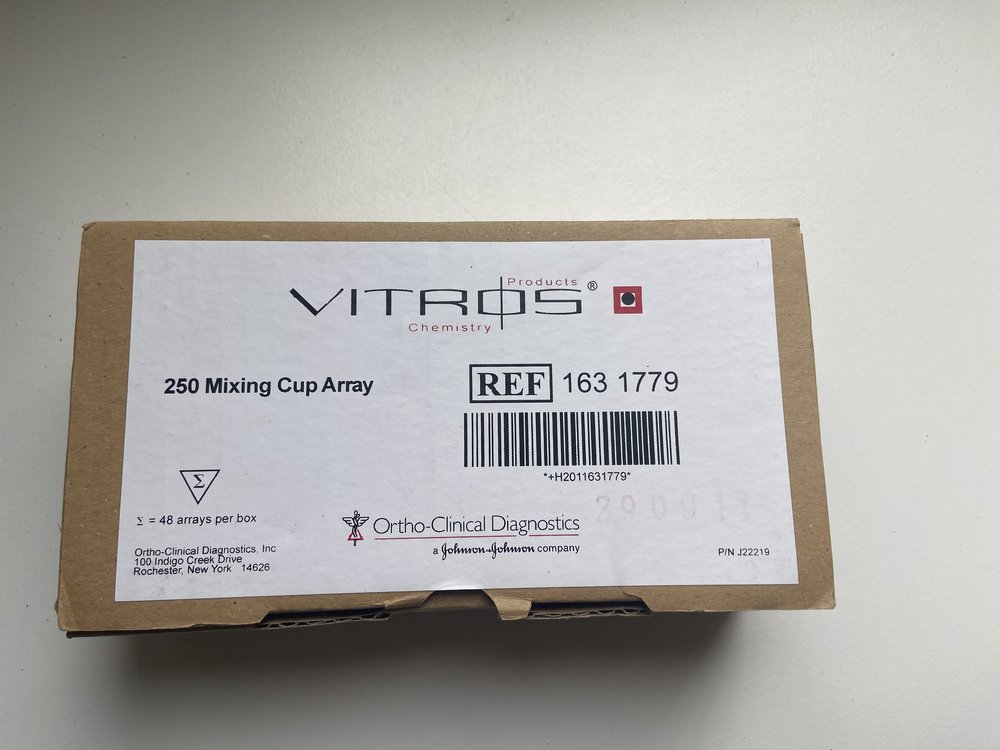 Products
VITROS®
Chemistry
250 Mixing Cup Array
REF 163 1779
*+H2011631779*
Σ
Σ = 48 arrays per box
Ortho-Clinical Diagnostics
a Johnson & Johnson company
Ortho-Clinical Diagnostics, Inc
100 Indigo Creek Drive
Rochester, New York 14626
P/N J22219